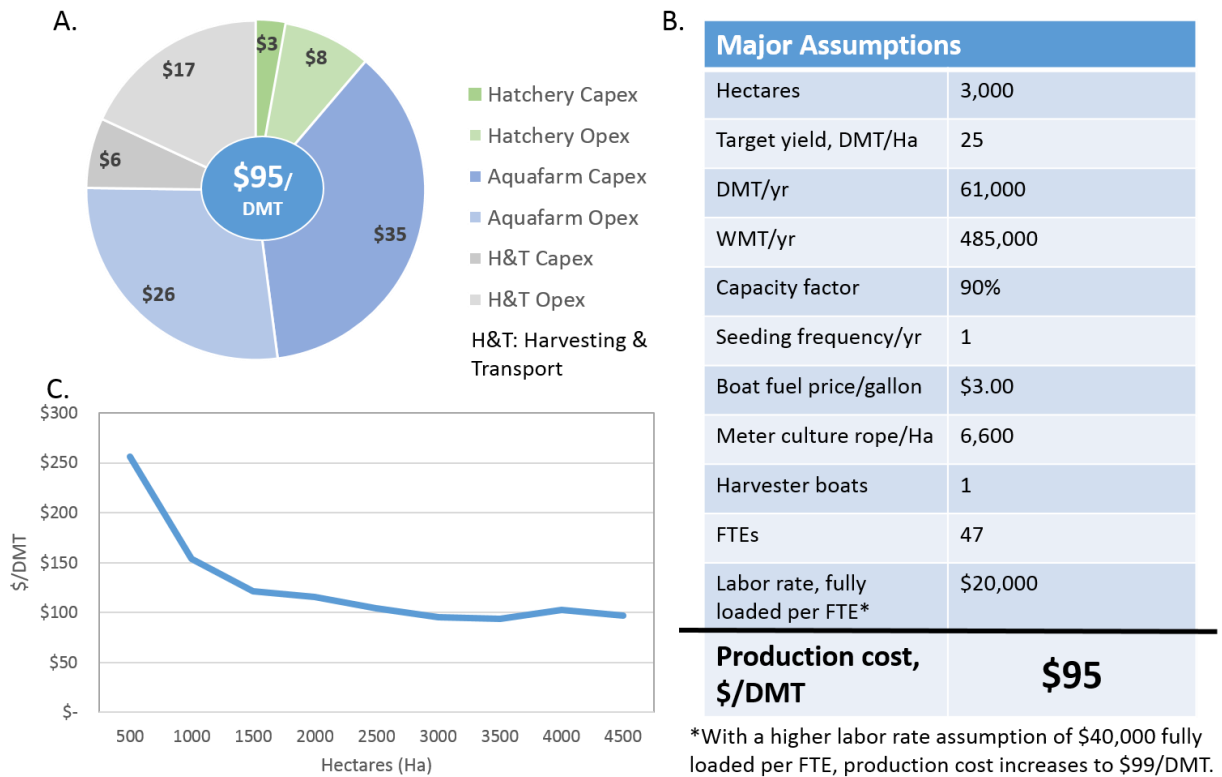 A.
$3
$8
$17
$6
$95/
DMT
$35
$26
Hatchery Capex
Hatchery Opex
Aquafarm Capex
Aquafarm Opex
H&T Capex
H&T Opex
H&T: Harvesting &
Transport
B.
Major Assumptions
Hectares 3,000
Target yield, DMT/Ha 25
DMT/yr 61,000
WMT/yr 485,000
Capacity factor 90%
Seeding frequency/yr 1
Boat fuel price/gallon $3.00
Meter culture rope/Ha 6,600
Harvester boats 1
FTEs 47
Labor rate, fully $20,000
loaded per FTE*
Production cost,
$/DMT
$95
*With a higher labor rate assumption of $40,000 fully
loaded per FTE, production cost increases to $99/DMT.
C.
$300
$250
$200
$150
$100
$50
$-
$/DMT
500 1000 1500 2000 2500 3000 3500 4000 4500
Hectares (Ha)